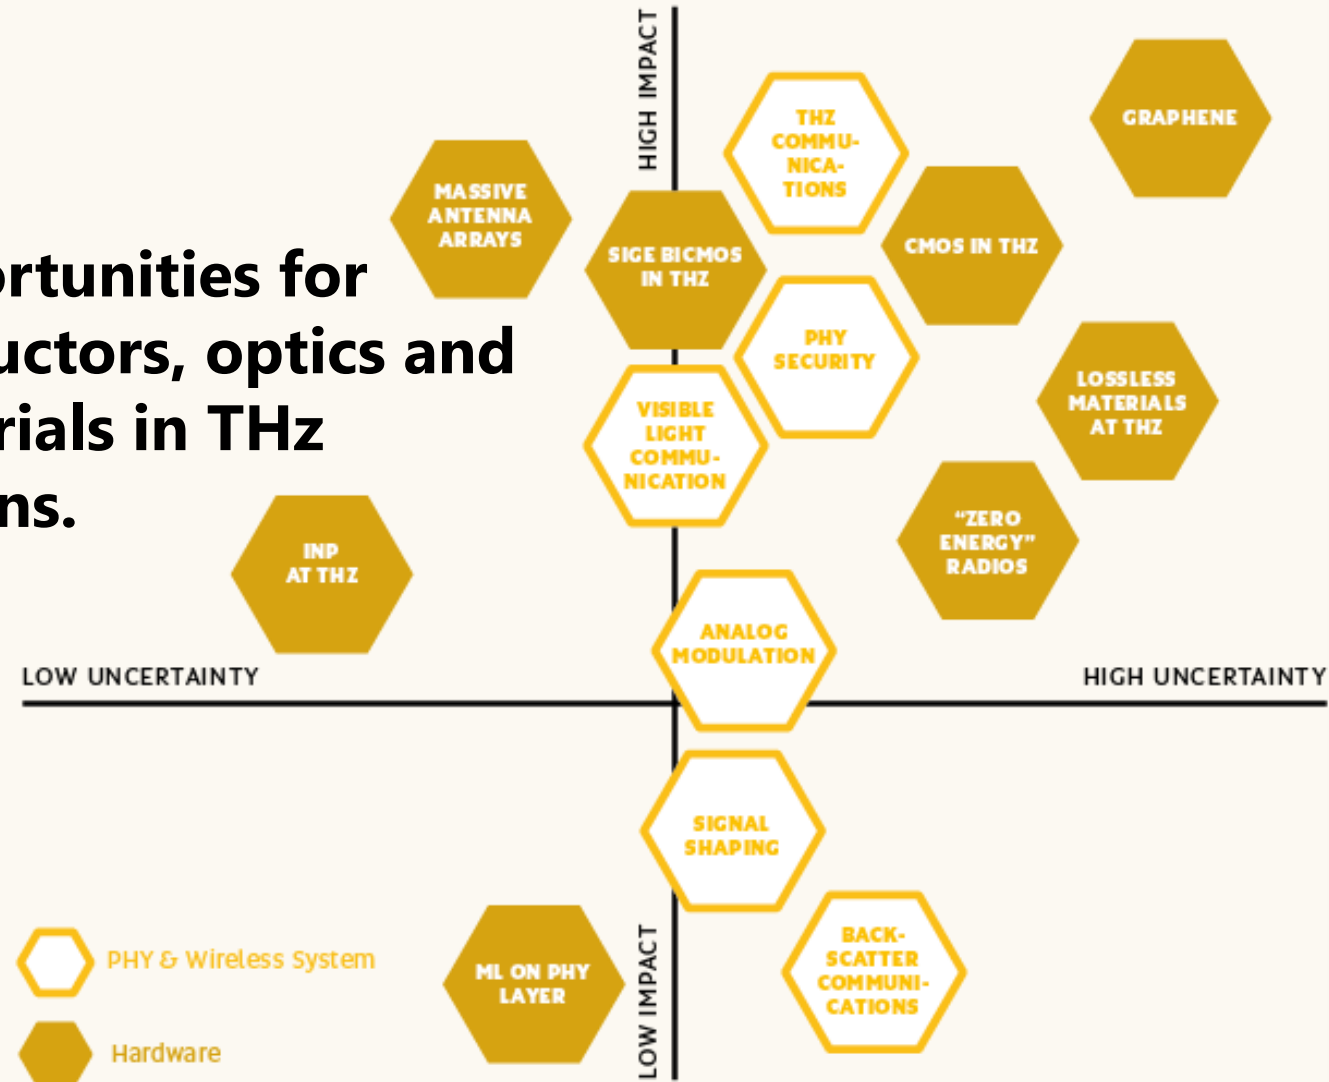 HIGH IMPACT
THZ
COMMU-
NICA-
TIONS
GRAPHENE
MASSIVE
ANTENNA
ARRAYS
SIGE BICMOS
IN THZ
CMOS IN THZ
ortunities for
uctors, optics and
rials in THz
ns.
PHY
SECURITY
LOSSLESS
MATERIALS
AT THZ
VISIBLE
LIGHT
COMMU-
NICATION
"ZERO
ENERGY"
RADIOS
INP
AT THZ
ANALOG
MODULATION
LOW UNCERTAINTY
HIGH UNCERTAINTY
SIGNAL
SHAPING
PHY & Wireless System
Hardware
ML ON PHY
LAYER
LOW IMPACT
BACK-
SCATTER
COMMUNI-
CATIONS